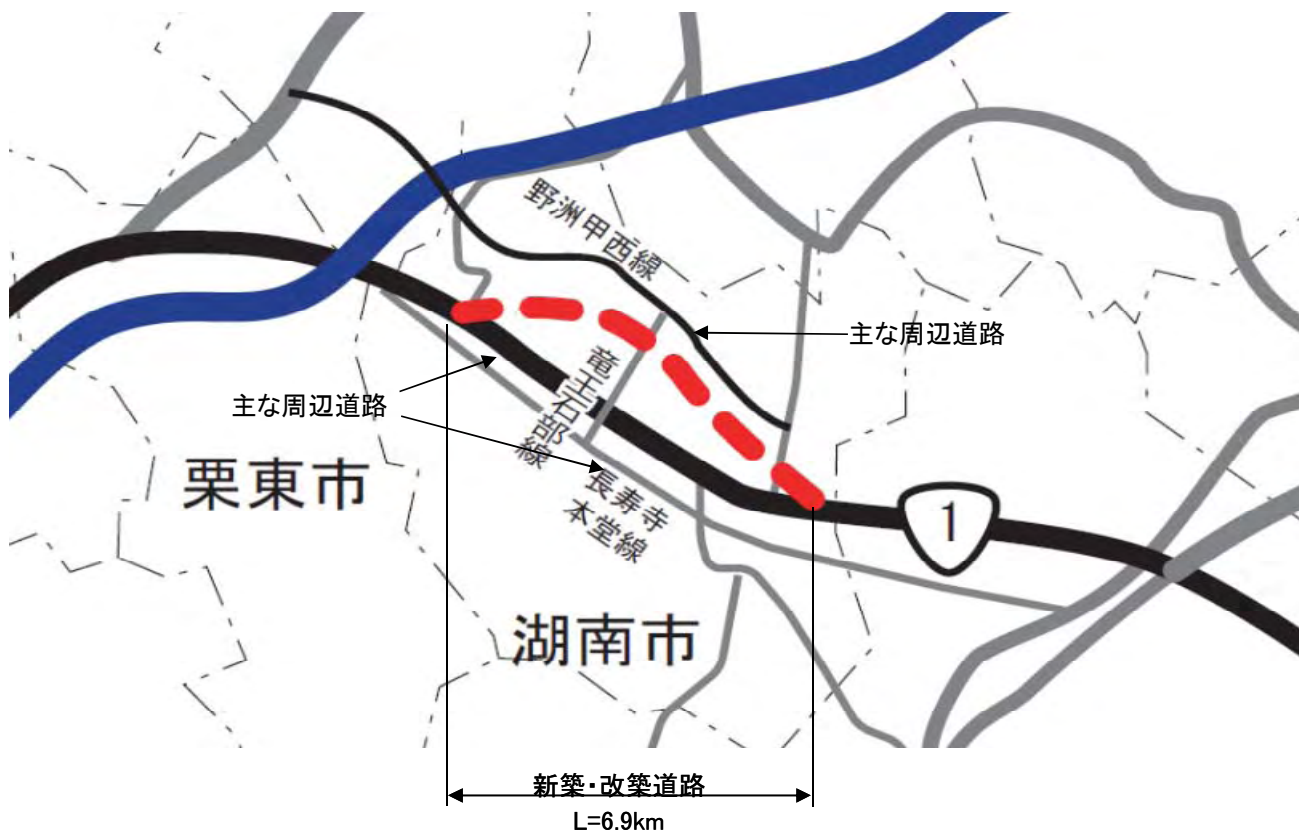 野洲甲西線
主な周辺道路
竜王石部線
主な周辺道路
栗東市
長寿寺
本堂線
1
湖南市
新築・改築道路
L=6.9km